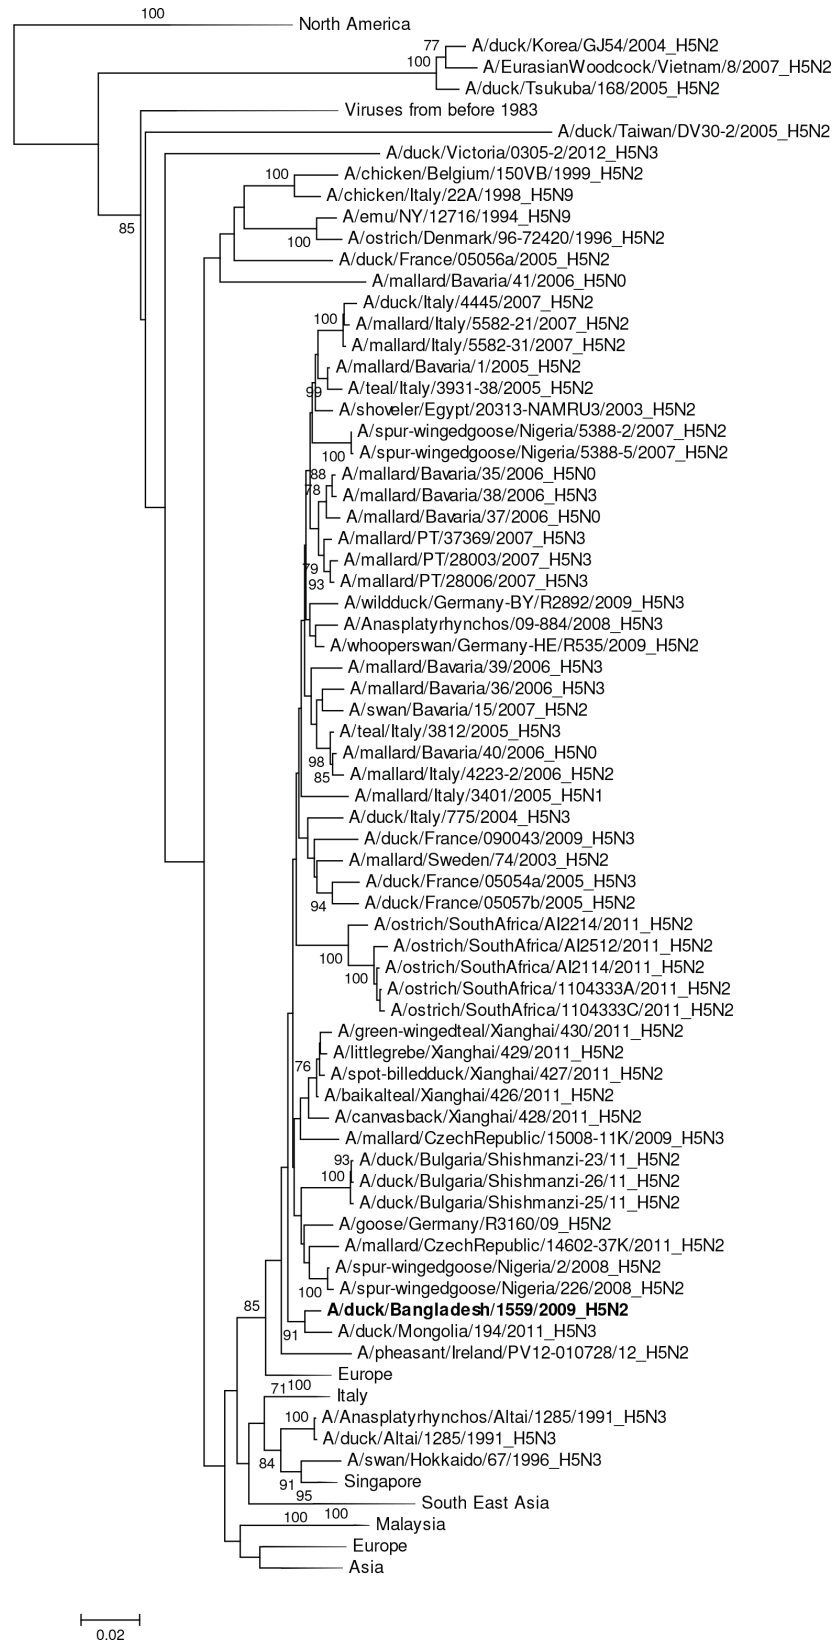 100
North America
77
A/duck/Korea/GJ54/2004_H5N2
100
A/EurasianWoodcock/Vietnam/8/2007_H5N2
A/duck/Tsukuba/168/2005_H5N2
Viruses from before 1983
A/duck/Taiwan/DV30-2/2005_H5N2
A/duck/Victoria/0305-2/2012_H5N3
100
A/chicken/Belgium/150VB/1999_H5N2
A/chicken/Italy/22A/1998_H5N9
A/emu/NY/12716/1994_H5N9
85
100
A/ostrich/Denmark/96-72420/1996_H5N2
A/duck/France/05056a/2005_H5N2
A/mallard/Bavaria/41/2006_H5N0
A/duck/Italy/4445/2007_H5N2
100
A/mallard/Italy/5582-21/2007_H5N2
A/mallard/Italy/5582-31/2007_H5N2
A/mallard/Bavaria/1/2005_H5N2
99
A/teal/Italy/3931-38/2005_H5N2
A/shoveler/Egypt/20313-NAMRU3/2003_H5N2
A/spur-wingedgoose/Nigeria/5388-2/2007_H5N2
100
A/spur-wingedgoose/Nigeria/5388-5/2007_H5N2
88
A/mallard/Bavaria/35/2006_H5N0
78
A/mallard/Bavaria/38/2006_H5N3
A/mallard/Bavaria/37/2006_H5N0
A/mallard/PT/37369/2007_H5N3
79
A/mallard/PT/28003/2007_H5N3
93
A/mallard/PT/28006/2007_H5N3
A/wildduck/Germany-BY/R2892/2009_H5N3
A/Anasplatyrhynchos/09-884/2008_H5N3
A/whooperswan/Germany-HE/R535/2009_H5N2
A/mallard/Bavaria/39/2006_H5N3
A/mallard/Bavaria/36/2006_H5N3
A/swan/Bavaria/15/2007_H5N2
A/teal/Italy/3812/2005_H5N3
98
A/mallard/Bavaria/40/2006_H5N0
85
A/mallard/Italy/4223-2/2006_H5N2
A/mallard/Italy/3401/2005_H5N1
A/duck/Italy/775/2004_H5N3
A/duck/France/090043/2009_H5N3
A/mallard/Sweden/74/2003_H5N2
A/duck/France/05054a/2005_H5N3
94
A/duck/France/05057b/2005_H5N2
A/ostrich/SouthAfrica/AI2214/2011_H5N2
A/ostrich/SouthAfrica/AI2512/2011_H5N2
100
A/ostrich/SouthAfrica/AI2114/2011_H5N2
100
A/ostrich/SouthAfrica/1104333A/2011_H5N2
A/ostrich/SouthAfrica/1104333C/2011_H5N2
A/green-wingedteal/Xianghai/430/2011_H5N2
A/littlegrebe/Xianghai/429/2011_H5N2
76
A/spot-billedduck/Xianghai/427/2011_H5N2
A/baikalteal/Xianghai/426/2011_H5N2
A/canvasback/Xianghai/428/2011_H5N2
A/mallard/CzechRepublic/15008-11K/2009_H5N3
93
A/duck/Bulgaria/Shishmanzi-23/11_H5N2
100
A/duck/Bulgaria/Shishmanzi-26/11_H5N2
A/duck/Bulgaria/Shishmanzi-25/11_H5N2
A/goose/Germany/R3160/09_H5N2
A/mallard/CzechRepublic/14602-37K/2011_H5N2
A/spur-wingedgoose/Nigeria/2/2008_H5N2
100
A/spur-wingedgoose/Nigeria/226/2008_H5N2
85
A/duck/Bangladesh/1559/2009_H5N2
91
A/duck/Mongolia/194/2011_H5N3
A/pheasant/Ireland/PV12-010728/12_H5N2
Europe
71
100
Italy
100
A/Anasplatyrhynchos/Altai/1285/1991_H5N3
A/duck/Altai/1285/1991_H5N3
84
A/swan/Hokkaido/67/1996_H5N3
91
Singapore
95
South East Asia
100
100
Malaysia
Europe
Asia
0.02